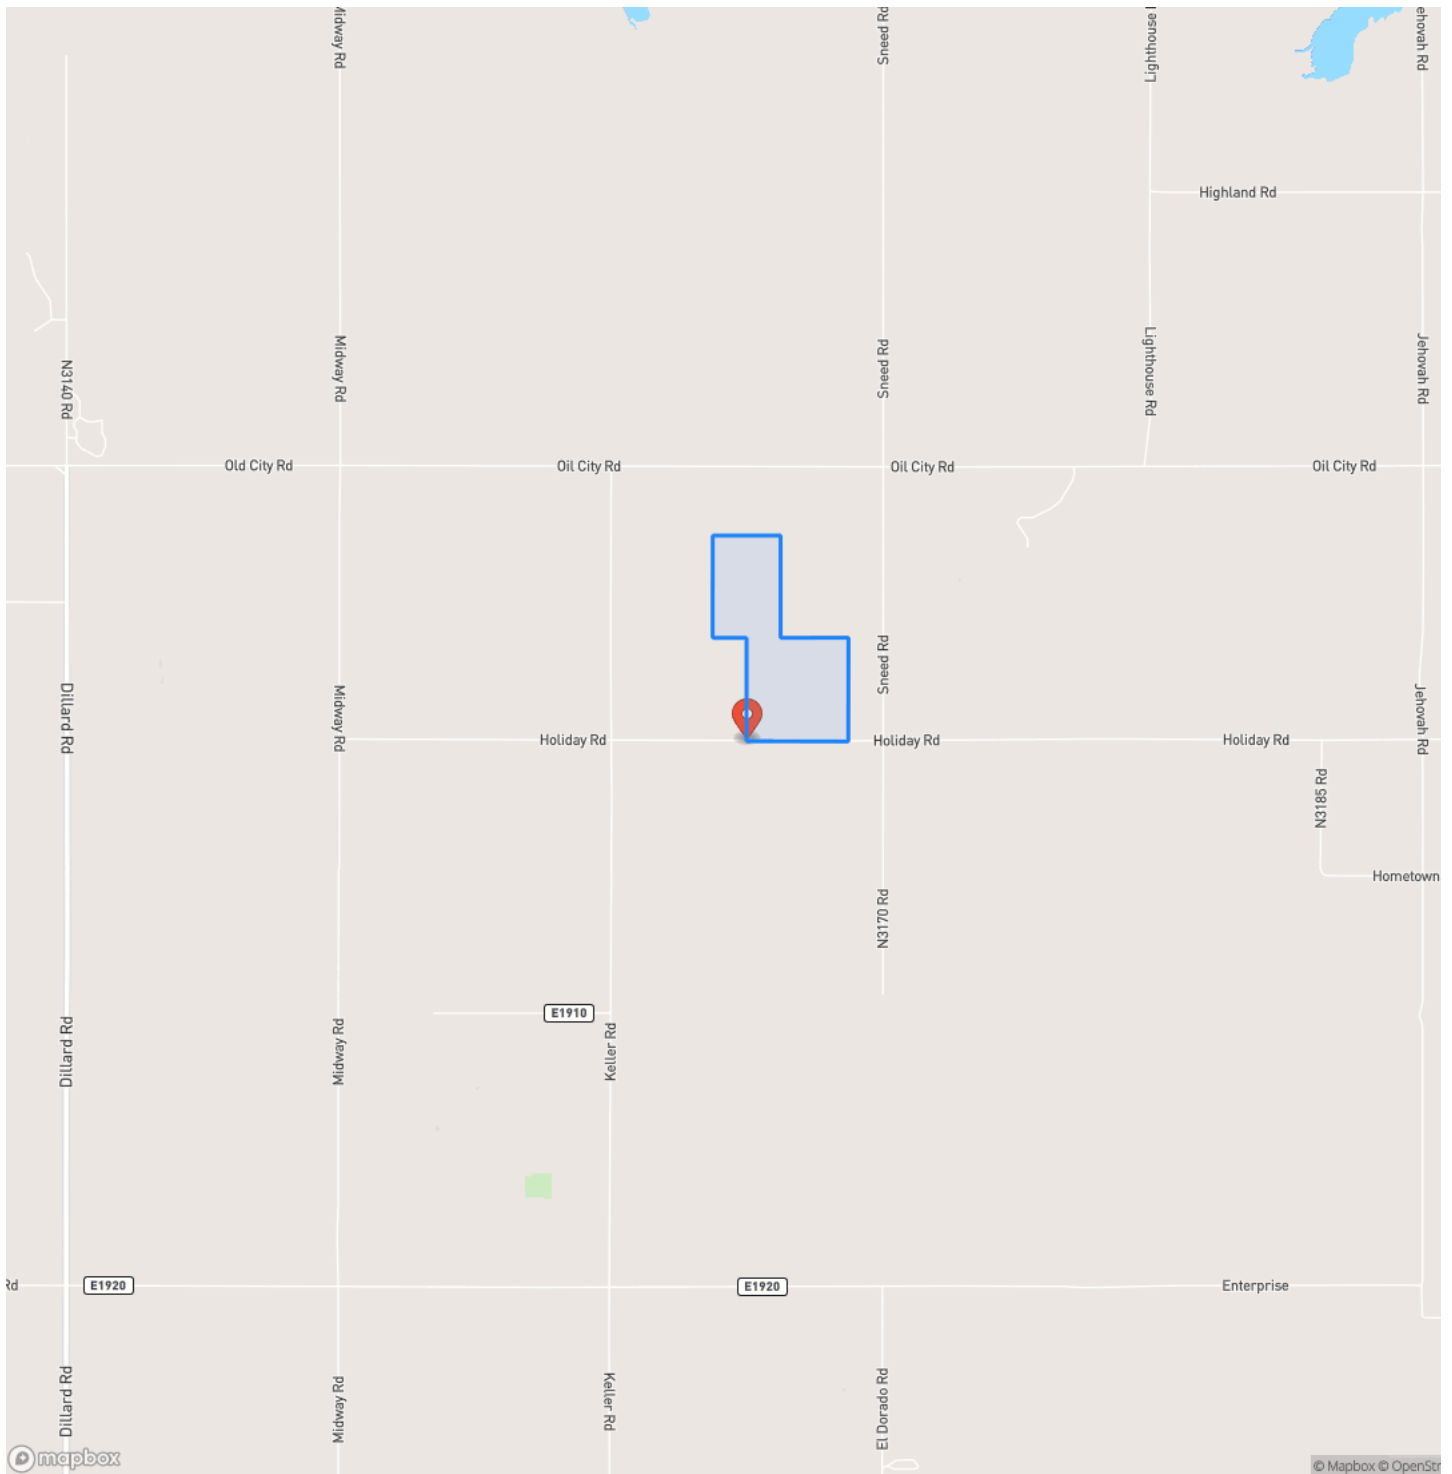 Midway Rd
Sneed Rd
Lighthouse
Jehovah Rd
Highland Rd
N3140 Rd
Midway Rd
Sneed Rd
Lighthouse Rd
Jehovah Rd
Old City Rd
Oil City Rd
Oil City Rd
Oil City Rd
Dillard Rd
Midway Rd
Sneed Rd
Jehovah Rd
Holiday Rd
Holiday Rd
Holiday Rd
N3185 Rd
Hometown
N3170 Rd
E1910
Dillard Rd
Midway Rd
Keller Rd
Rd
E1920
E1920
Enterprise
Dillard Rd
Midway Rd
Keller Rd
El Dorado Rd
mapbox
© Mapbox © OpenStr